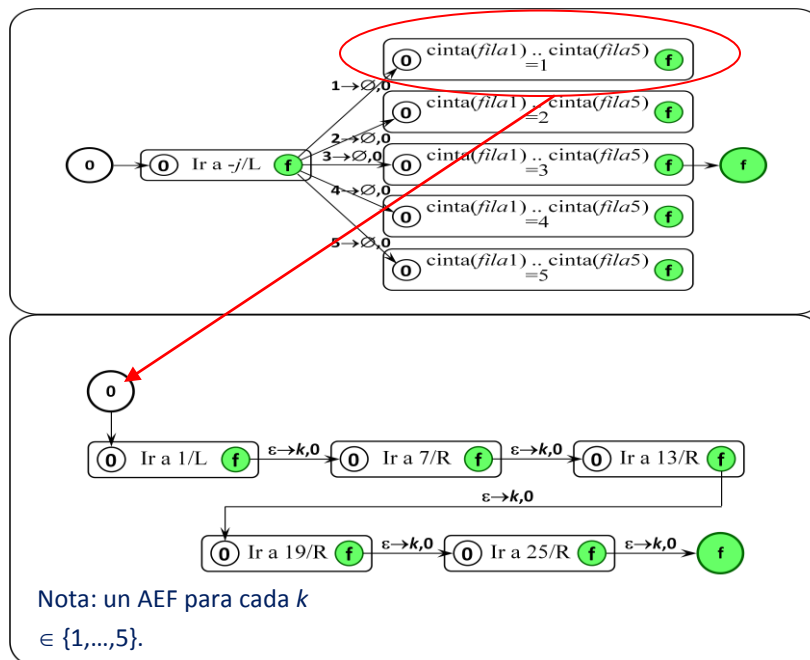 0 cinta(fila1) .. cinta(fila5) f
=1
1→∅,0
0 cinta(fila1) .. cinta(fila5) f
=2
2→∅,0
0 0 Ir a -j/L f 3→∅,0 0 cinta(fila1) .. cinta(fila5) f f
=3
4→∅,0
0 cinta(fila1) .. cinta(fila5) f
=4
5→∅,0
0 cinta(fila1) .. cinta(fila5) f
=5
0
0 Ir a 1/L f ε→k,0 0 Ir a 7/R f ε→k,0 0 Ir a 13/R f
ε→k,0
0 Ir a 19/R f ε→k,0 0 Ir a 25/R f ε→k,0 f
Nota: un AEF para cada k
∈ {1,...,5}.